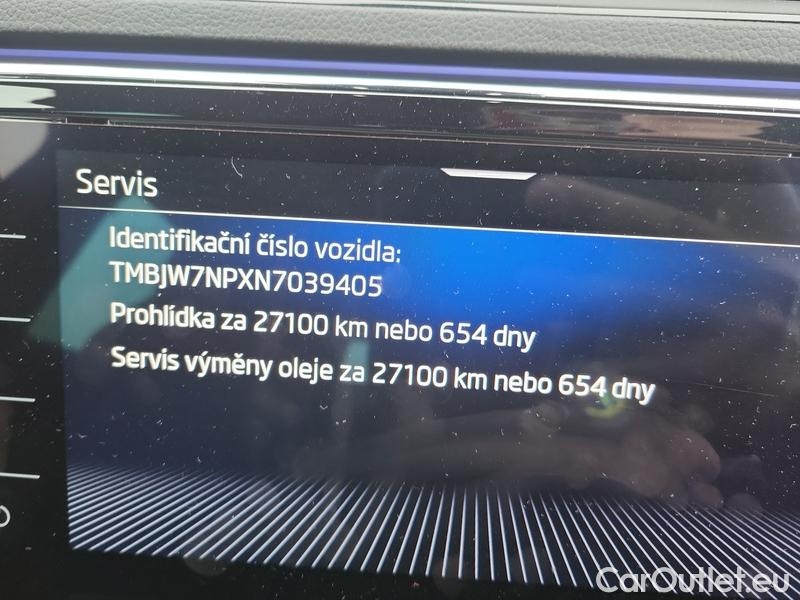 Servis
Identifikační číslo vozidla:
TMBJW7NPXN7039405
Prohlídka za 27100 km nebo 654 dny
Servis výměny oleje za 27100 km nebo 654 dny
CarOutlet.eu